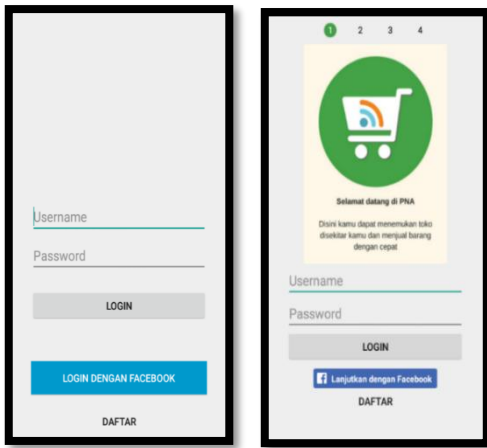 Username
Password
LOGIN
LOGIN DENGAN FACEBOOK
DAFTAR
1 2 3 4
Selamat datang di PNA
Disini kamu dapat menemukan toko
disekitar kamu dan menjual barang
dengan cepat
Username
Password
LOGIN
f Lanjutkan dengan Facebook
DAFTAR